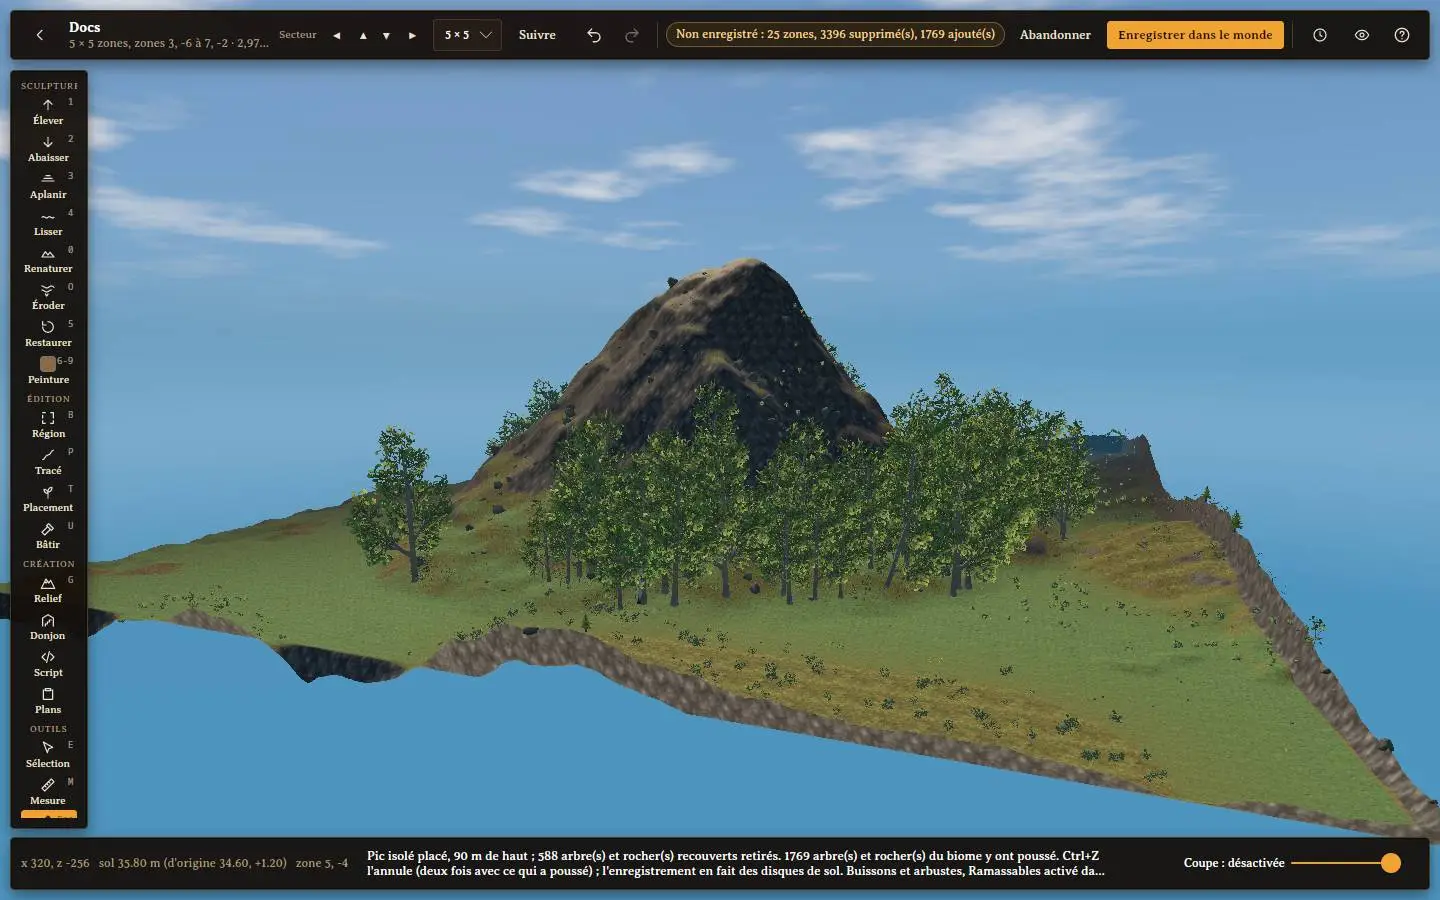 Docs
5 × 5 zones, zones 3, -6 à 7, -2 · 2,97...
Secteur
5 × 5
Suivre
Non enregistré : 25 zones, 3396 supprimé(s), 1769 ajouté(s)
Abandonner
Enregistrer dans le monde
SCULPTURE
1
Élever
2
Abaisser
3
Aplanir
4
Lisser
0
Renaturer
O
Éroder
5
Restaurer
6-9
Peinture
ÉDITION
B
Région
P
Tracé
T
Placement
U
Bâtir
CRÉATION
G
Relief
Donjon
Script
Plans
OUTILS
E
Sélection
M
Mesure
x 320, z -256 sol 35.80 m (d'origine 34.60, +1.20) zone 5, -4
Pic isolé placé, 90 m de haut ; 588 arbre(s) et rocher(s) recouverts retirés. 1769 arbre(s) et rocher(s) du biome y ont poussé. Ctrl+Z
l'annule (deux fois avec ce qui a poussé) ; l'enregistrement en fait des disques de sol. Buissons et arbustes, Ramassables activé da...
Coupe : désactivée